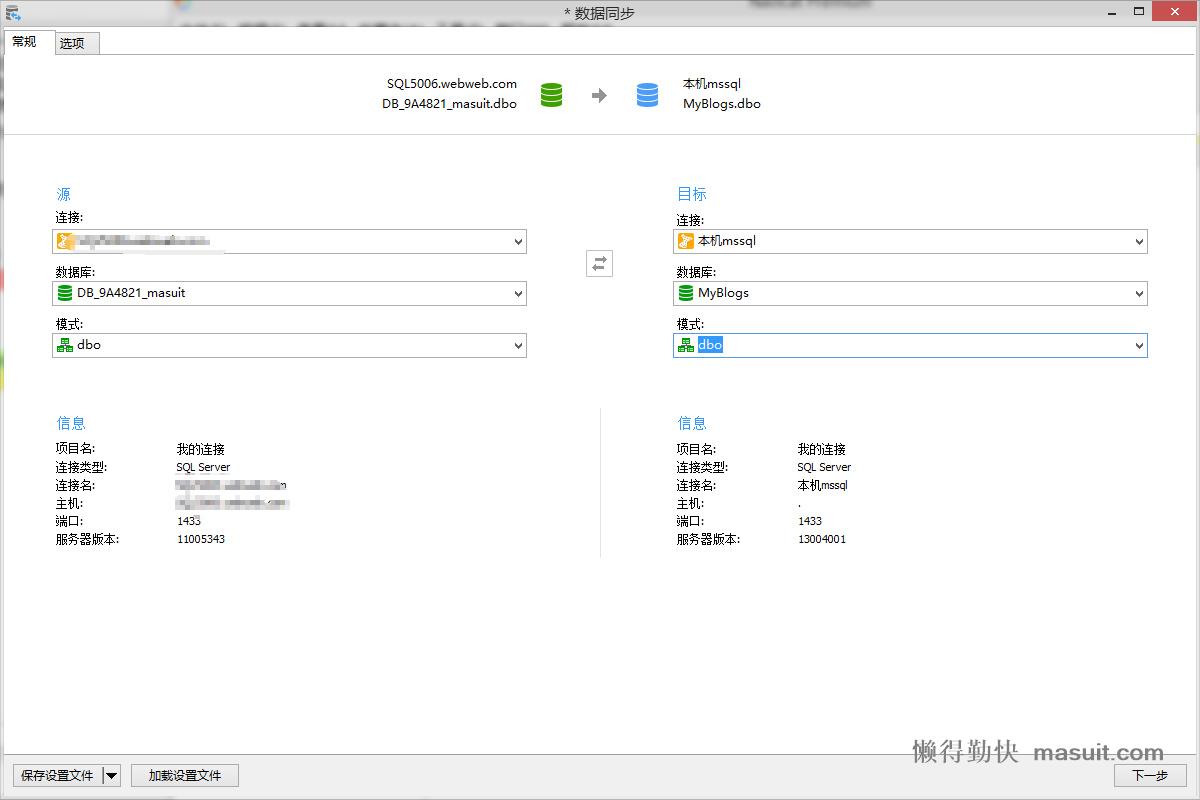 * 数据同步
常规 选项
SQL5006.webweb.com 本机mssql
DB_9A4821_masuit.dbo MyBlogs.dbo
源 目标
连接: 连接:
本机mssql
数据库: 数据库:
DB_9A4821_masuit MyBlogs
模式: 模式:
dbo dbo
信息 信息
项目名: 我的连接 项目名: 我的连接
连接类型: SQL Server 连接类型: SQL Server
连接名: 连接名: 本机mssql
主机: 主机: .
端口: 1433 端口: 1433
服务器版本: 11005343 服务器版本: 13004001
懒得勤快 masuit.com
保存设置文件 加载设置文件 下一步